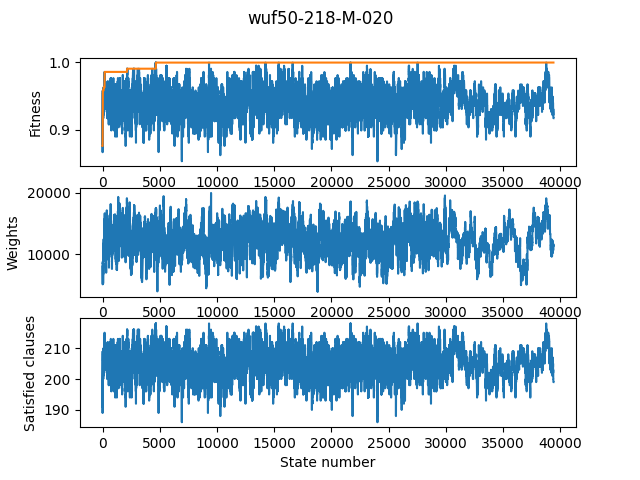 wuf50-218-M-020
1.0
0.9
Fitness
0 5000 10000 15000 20000 25000 30000 35000 40000
20000
10000
Weights
0 5000 10000 15000 20000 25000 30000 35000 40000
210
200
190
Satisfied clauses
0 5000 10000 15000 20000 25000 30000 35000 40000
State number